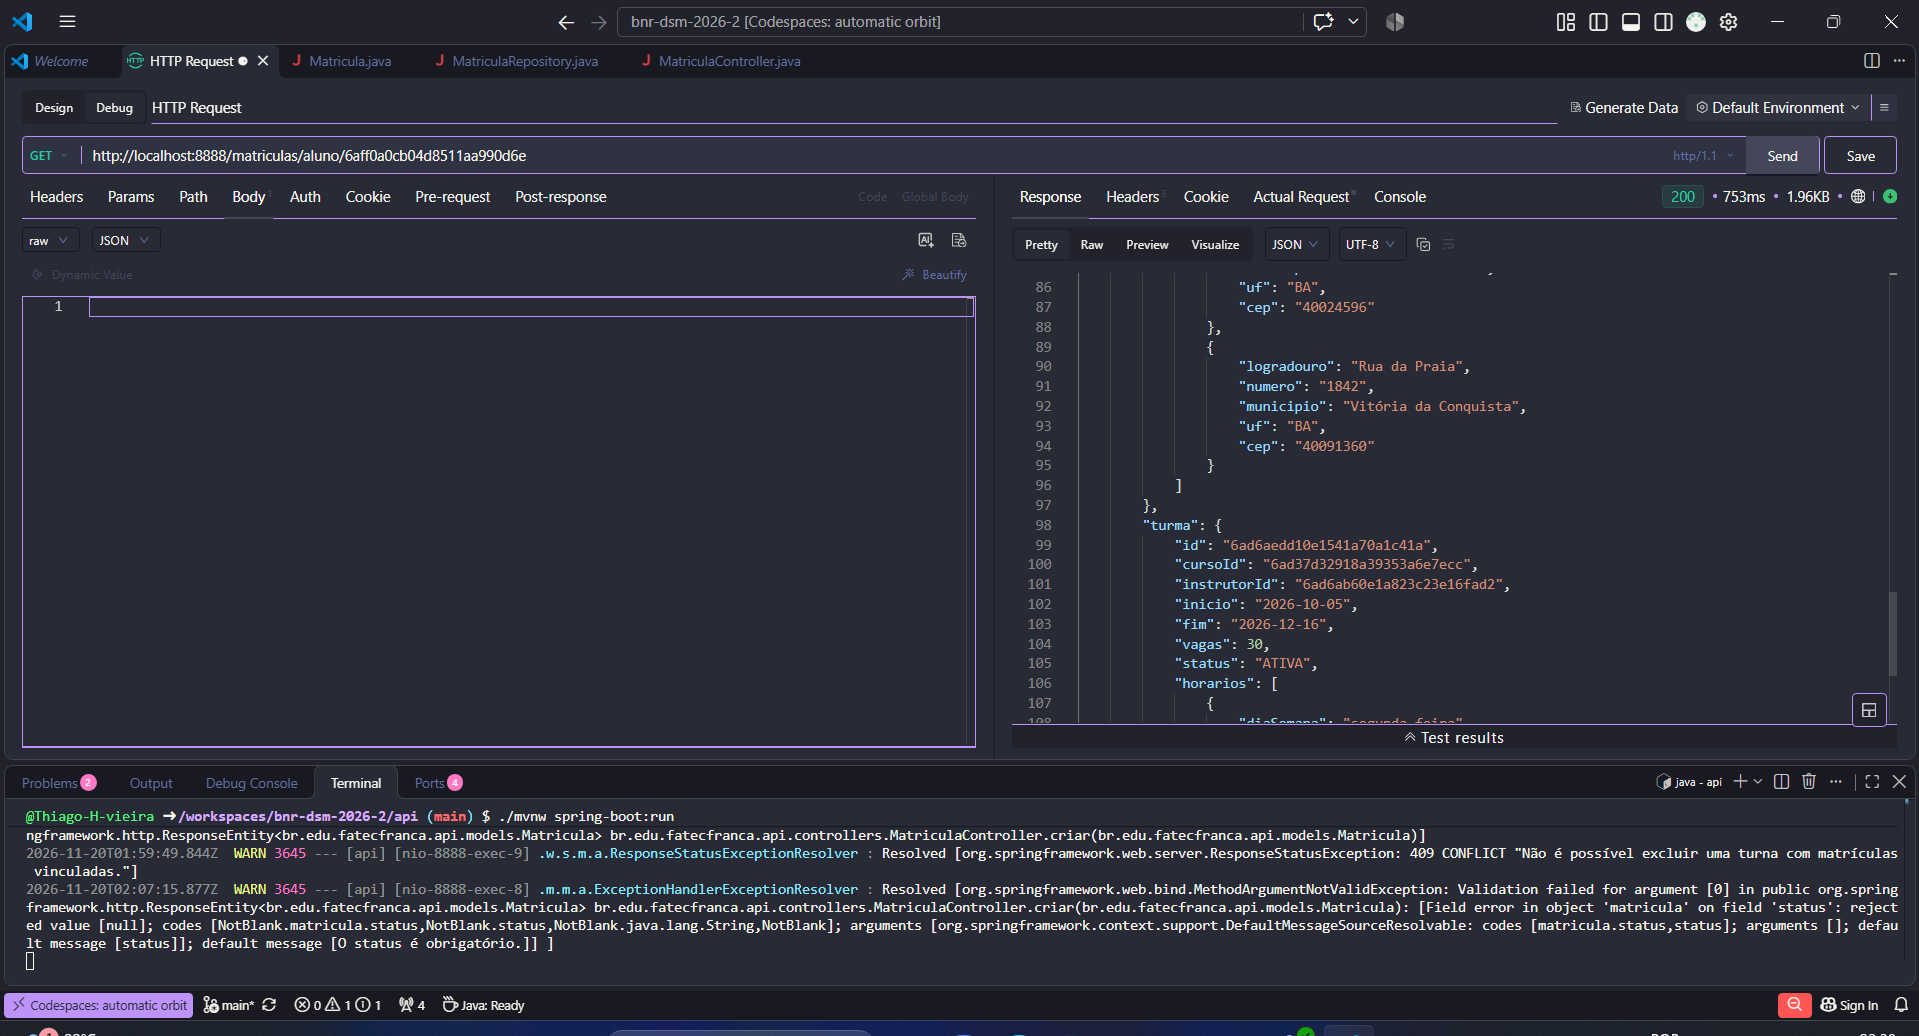 bnr-dsm-2026-2 [Codespaces: automatic orbit]
Welcome
HTTP Request
Matricula.java
MatriculaRepository.java
MatriculaController.java
Design
Debug
HTTP Request
Generate Data
Default Environment
GET
http://localhost:8888/matriculas/aluno/6aff0a0cb04d8511aa990d6e
http/1.1
Send
Save
Headers
Params
Path
Body 1
Auth
Cookie
Pre-request
Post-response
Code
Global Body
raw
JSON
Dynamic Value
Beautify
1
Response
Headers 5
Cookie
Actual Request
Console
200 • 753ms • 1.96KB
Pretty
Raw
Preview
Visualize
JSON
UTF-8
86 "uf": "BA",
87 "cep": "40024596"
88 },
89 {
90 "logradouro": "Rua da Praia",
91 "numero": "1842",
92 "municipio": "Vitória da Conquista",
93 "uf": "BA",
94 "cep": "40091360"
95 }
96 ]
97 },
98 "turma": {
99 "id": "6ad6aedd10e1541a70a1c41a",
100 "cursoId": "6ad37d32918a39353a6e7ecc",
101 "instrutorId": "6ad6ab60e1a823c23e16fad2",
102 "inicio": "2026-10-05",
103 "fim": "2026-12-16",
104 "vagas": 30,
105 "status": "ATIVA",
106 "horarios": [
107 {
108 "diaSemana": "segunda-feira",
Test results
Problems 2
Output
Debug Console
Terminal
Ports 4
java - api
@Thiago-H-vieira ➜/workspaces/bnr-dsm-2026-2/api (main) $ ./mvnw spring-boot:run
ngframework.http.ResponseEntity<br.edu.fatecfranca.api.models.Matricula> br.edu.fatecfranca.api.controllers.MatriculaController.criar(br.edu.fatecfranca.api.models.Matricula)]
2026-11-20T01:59:49.844Z WARN 3645 --- [api] [nio-8888-exec-9] .w.s.m.a.ResponseStatusExceptionResolver : Resolved [org.springframework.web.server.ResponseStatusException: 409 CONFLICT "Não é possível excluir uma turna com matrículas
vinculadas."]
2026-11-20T02:07:15.877Z WARN 3645 --- [api] [nio-8888-exec-8] .m.m.a.ExceptionHandlerExceptionResolver : Resolved [org.springframework.web.bind.MethodArgumentNotValidException: Validation failed for argument [0] in public org.spring
framework.http.ResponseEntity<br.edu.fatecfranca.api.models.Matricula> br.edu.fatecfranca.api.controllers.MatriculaController.criar(br.edu.fatecfranca.api.models.Matricula): [Field error in object 'matricula' on field 'status': reject
ed value [null]; codes [NotBlank.matricula.status,NotBlank.status,NotBlank.java.lang.String,NotBlank]; arguments [org.springframework.context.support.DefaultMessageSourceResolvable: codes [matricula.status,status]; arguments []; defau
lt message [status]]; default message [O status é obrigatório.]] ]
Codespaces: automatic orbit
main*
0 1 1
4
Java: Ready
Sign In